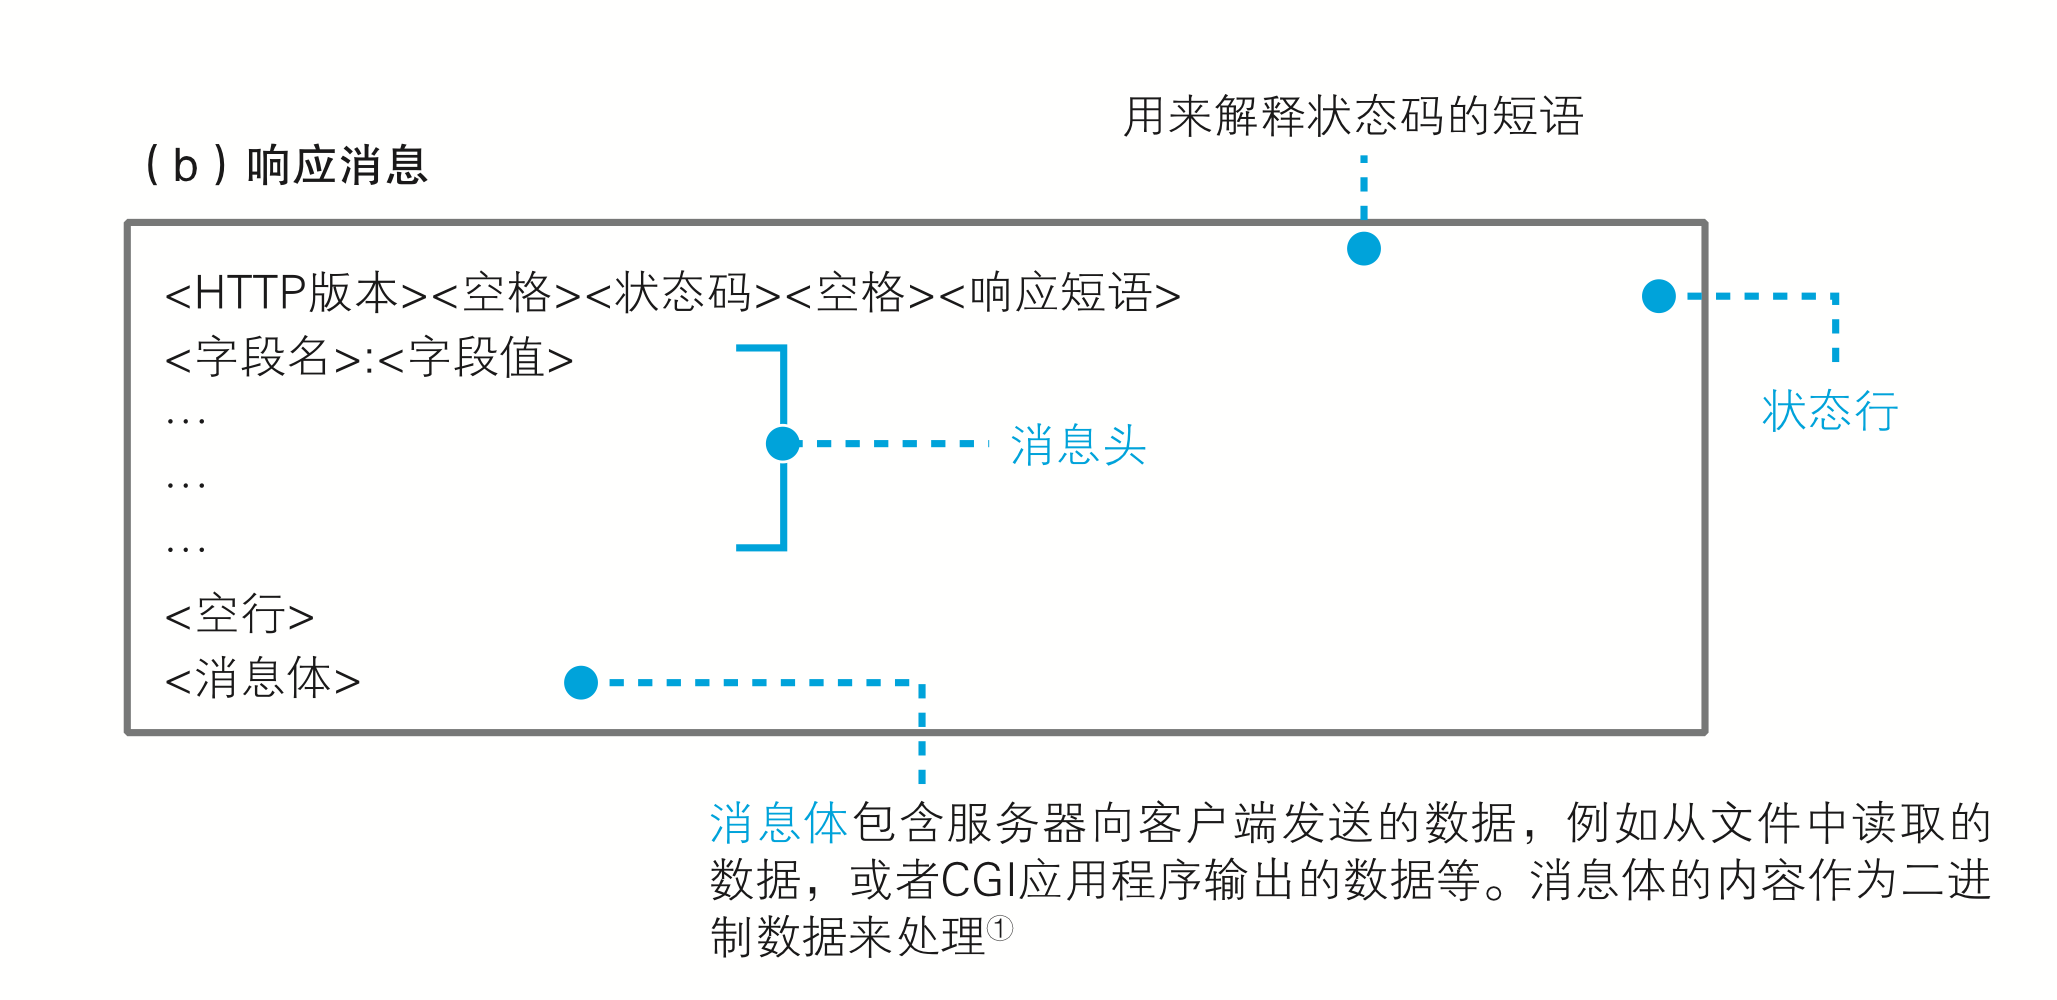 用来解释状态码的短语
(b)响应消息
<HTTP版本><空格><状态码><空格><响应短语>
<字段名>:<字段值>
状态行
…
消息头
…
…
<空行>
<消息体>
消息体包含服务器向客户端发送的数据，例如从文件中读取的
数据，或者CGI应用程序输出的数据等。消息体的内容作为二进
制数据来处理①